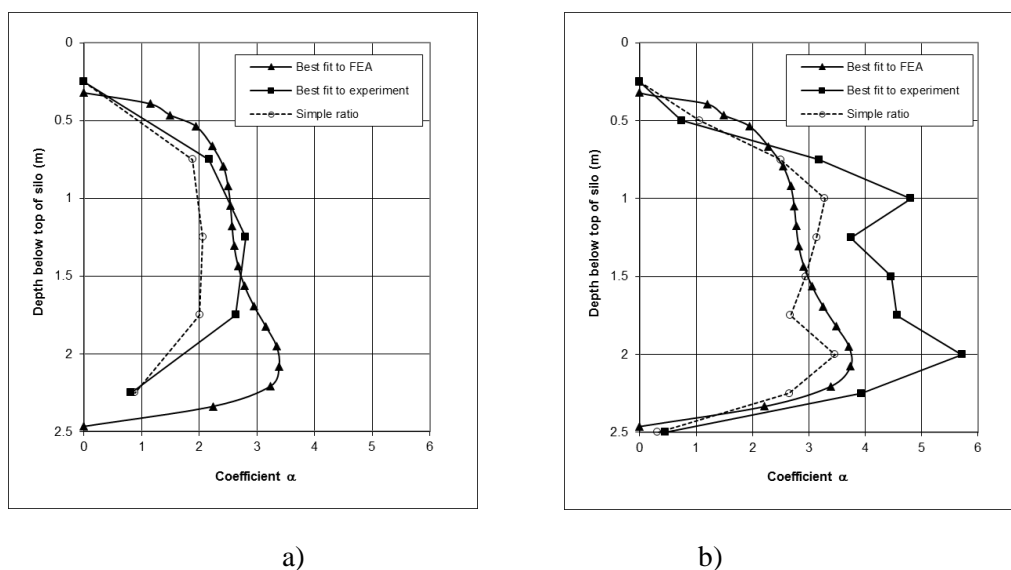 0
0.5
1
1.5
2
2.5
0 1 2 3 4 5 6
Depth below top of silo (m)
Coefficient α
Best fit to FEA
Best fit to experiment
Simple ratio
a)
0
0.5
1
1.5
2
2.5
0 1 2 3 4 5 6
Depth below top of silo (m)
Coefficient α
Best fit to FEA
Best fit to experiment
Simple ratio
b)